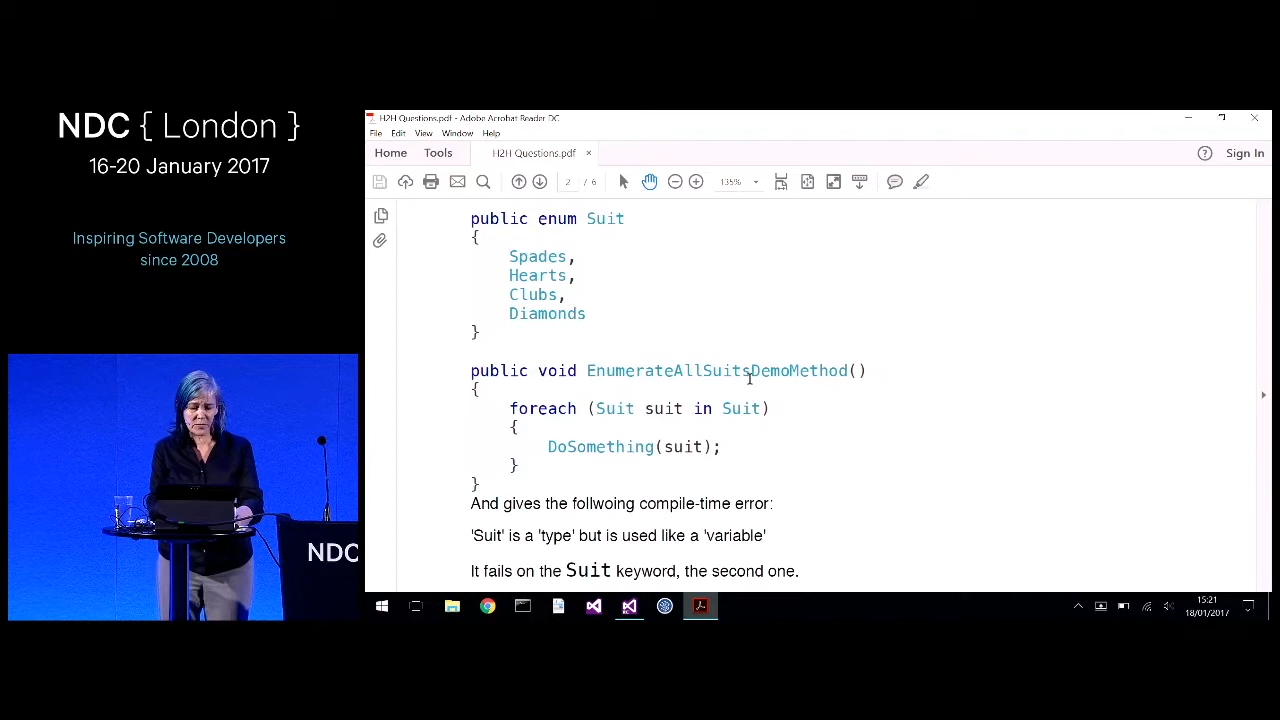 NDC { London }
16-20 January 2017
Inspiring Software Developers
since 2008
NDC
H2H Questions.pdf - Adobe Acrobat Reader DC
File Edit View Window Help
Home Tools H2H Questions.pdf × Sign In
2 / 6 135%
public enum Suit
{
Spades,
Hearts,
Clubs,
Diamonds
}
public void EnumerateAllSuitsDemoMethod()
{
foreach (Suit suit in Suit)
{
DoSomething(suit);
}
}
And gives the follwoing compile-time error:
'Suit' is a 'type' but is used like a 'variable'
It fails on the Suit keyword, the second one.
15:21
18/01/2017